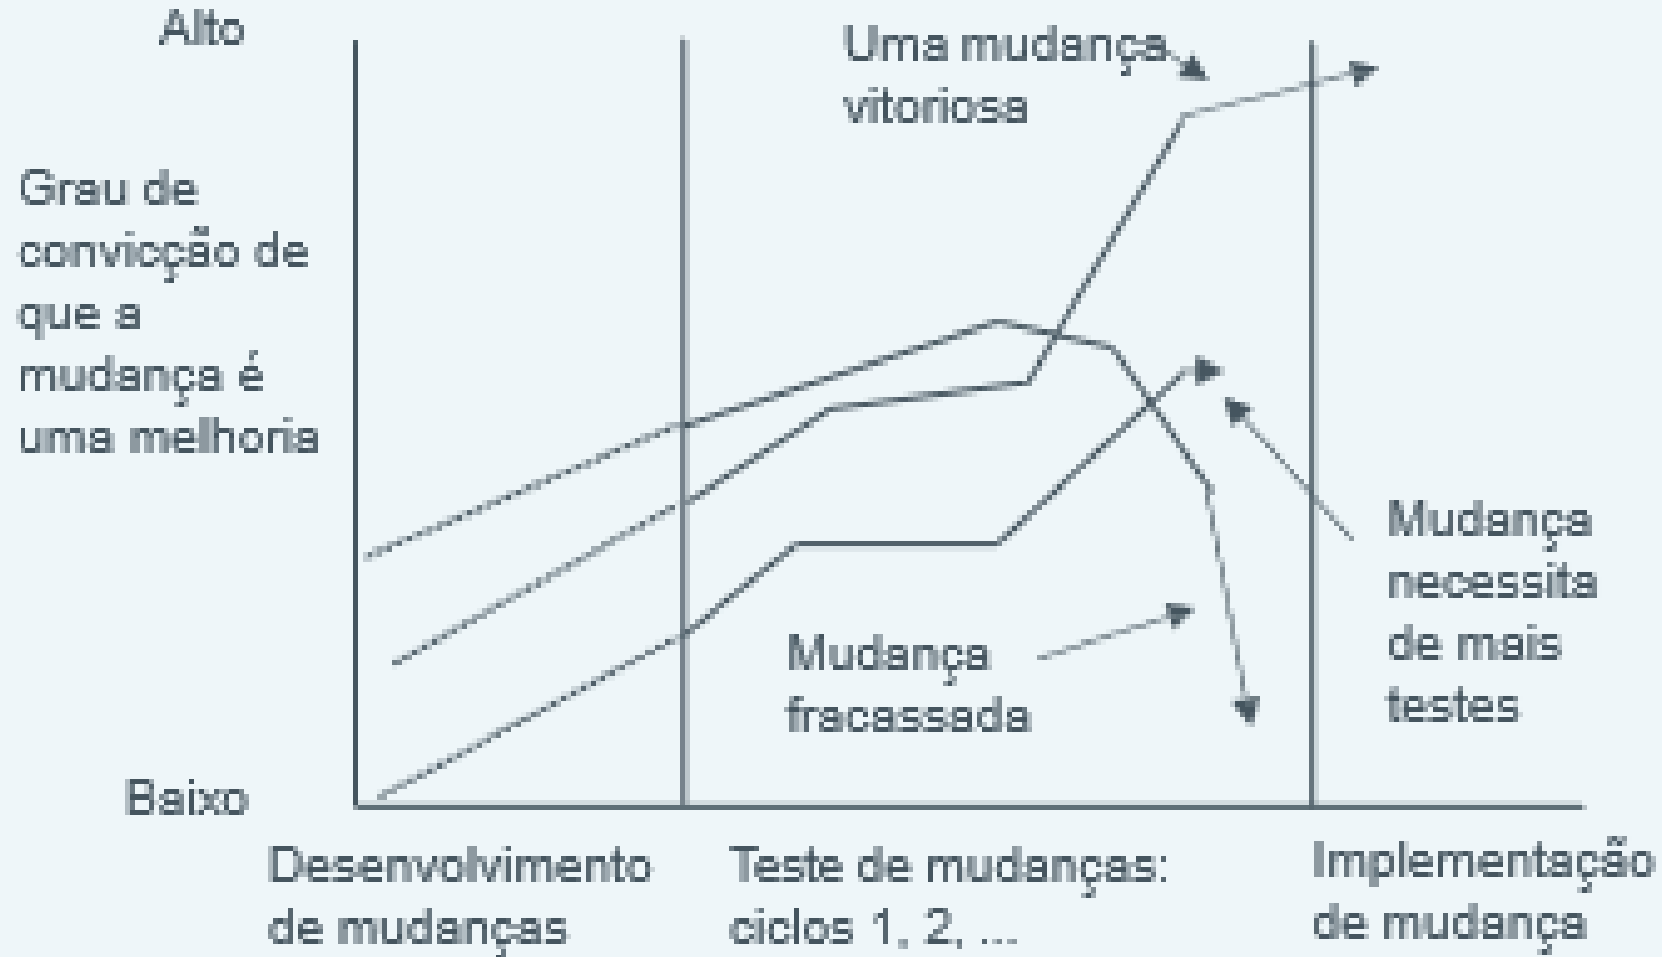 Alto
Uma mudança
vitoriosa
Grau de
convicção de
que a
mudança é
uma melhoria
Mudança
necessita
de mais
testes
Mudança
fracassada
Baixo
Desenvolvimento
de mudanças
Teste de mudanças:
ciclos 1, 2, ...
Implementação
de mudança